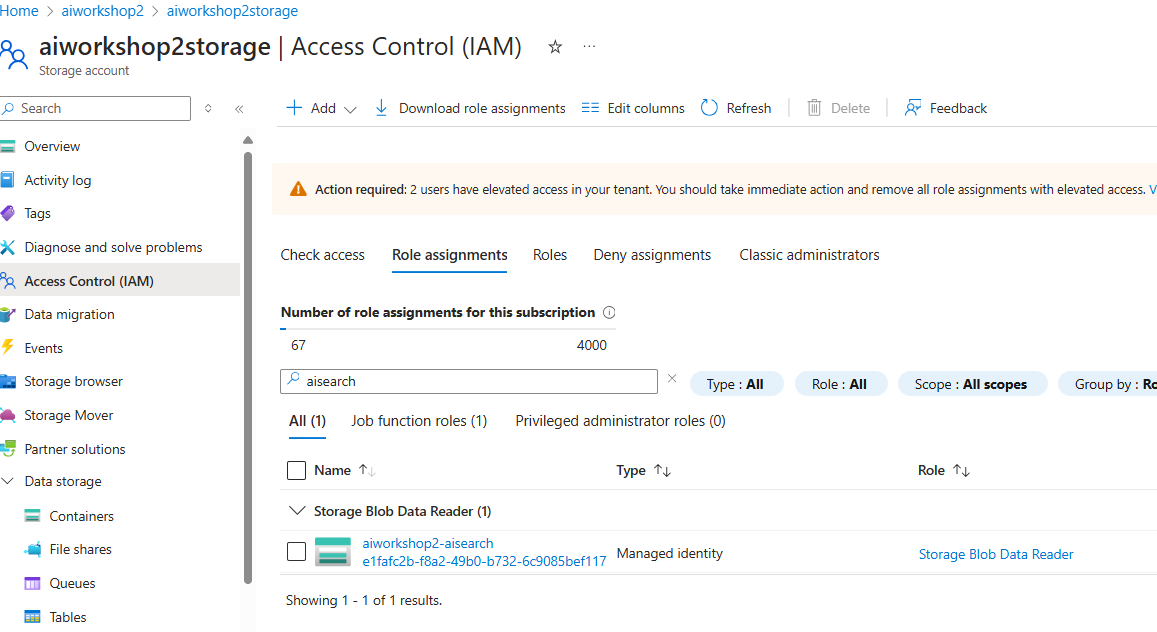 Home > aiworkshop2 > aiworkshop2storage
aiworkshop2storage | Access Control (IAM)
Storage account
Search
Add
Download role assignments
Edit columns
Refresh
Delete
Feedback
Overview
Activity log
Tags
Diagnose and solve problems
Access Control (IAM)
Data migration
Events
Storage browser
Storage Mover
Partner solutions
Data storage
Containers
File shares
Queues
Tables
Action required: 2 users have elevated access in your tenant. You should take immediate action and remove all role assignments with elevated access. V
Check access
Role assignments
Roles
Deny assignments
Classic administrators
Number of role assignments for this subscription
67
4000
aisearch
Type : All
Role : All
Scope : All scopes
Group by : Ro
All (1)
Job function roles (1)
Privileged administrator roles (0)
Name
Type
Role
Storage Blob Data Reader (1)
aiworkshop2-aisearch
e1fafc2b-f8a2-49b0-b732-6c9085bef117
Managed identity
Storage Blob Data Reader
Showing 1 - 1 of 1 results.